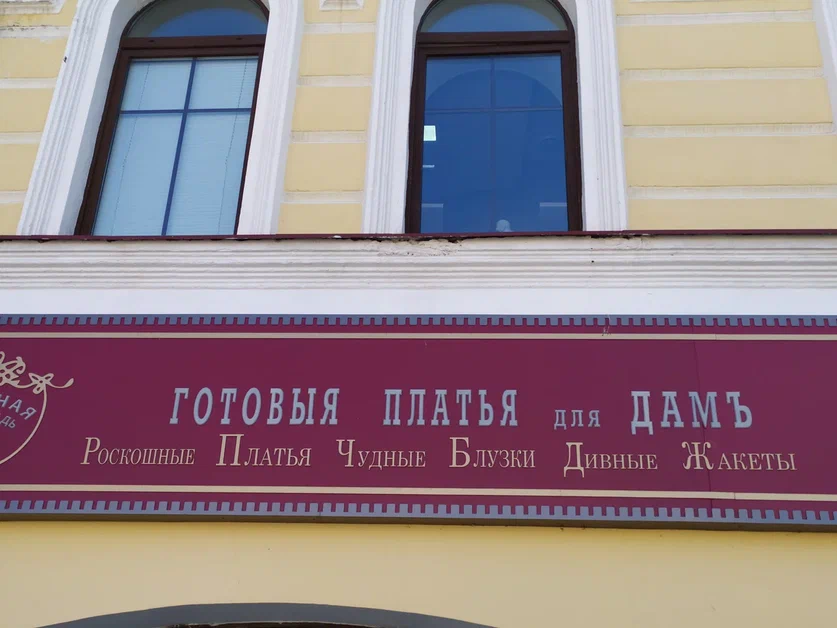 ГОТОВЫЯ ПЛАТЬЯ для ДАМЪ
Роскошные Платья Чудные Блузки Дивные Жакеты